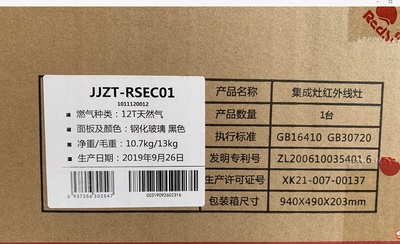 JJZT-RSEC01
1011120012
燃气种类：12T天然气
面板及颜色：钢化玻璃 黑色
净重/毛重：10.7kg/13kg
生产日期：2019年9月26日
6937256302547
00319092602316
产品名称 集成灶红外线灶
产品数量 1台
执行标准 GB16410 GB30720
发明专利号 ZL200610035401.6
生产许可证号 XK21-007-00137
包装箱尺寸 940X490X203mm